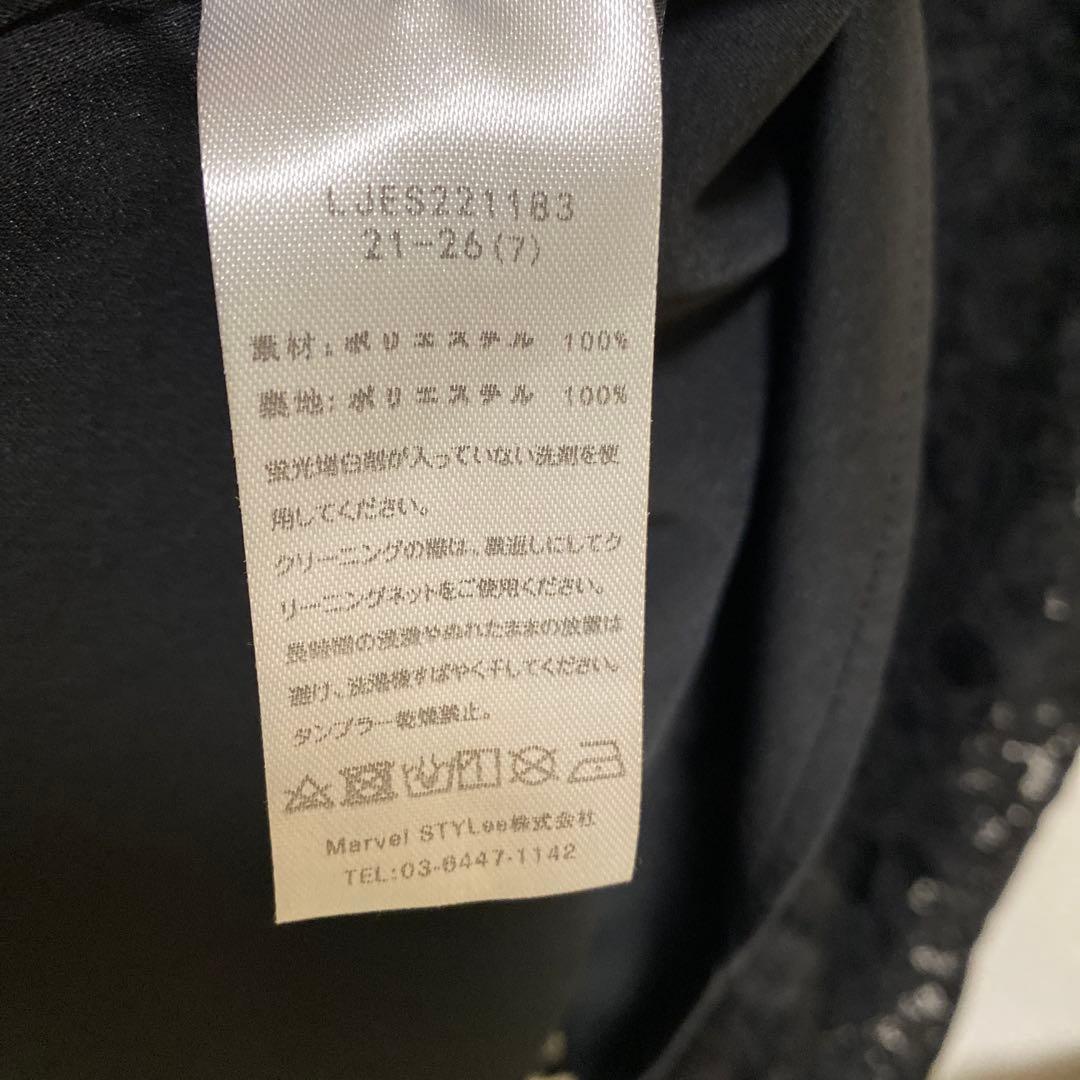 LJES221183
21-26(7)
素材:ポリエステル 100%
裏地:ポリエステル 100%
蛍光増白剤が入っていない洗剤を使
用してください。
クリーニングの際は、裏返しにしてク
リーニングネットをご使用ください。
長時間の浸漬やぬれたままの放置は
避け、洗濯後すばやく干してください。
タンブラー乾燥禁止。
Marvel STYLee株式会社
TEL:03-6447-1142